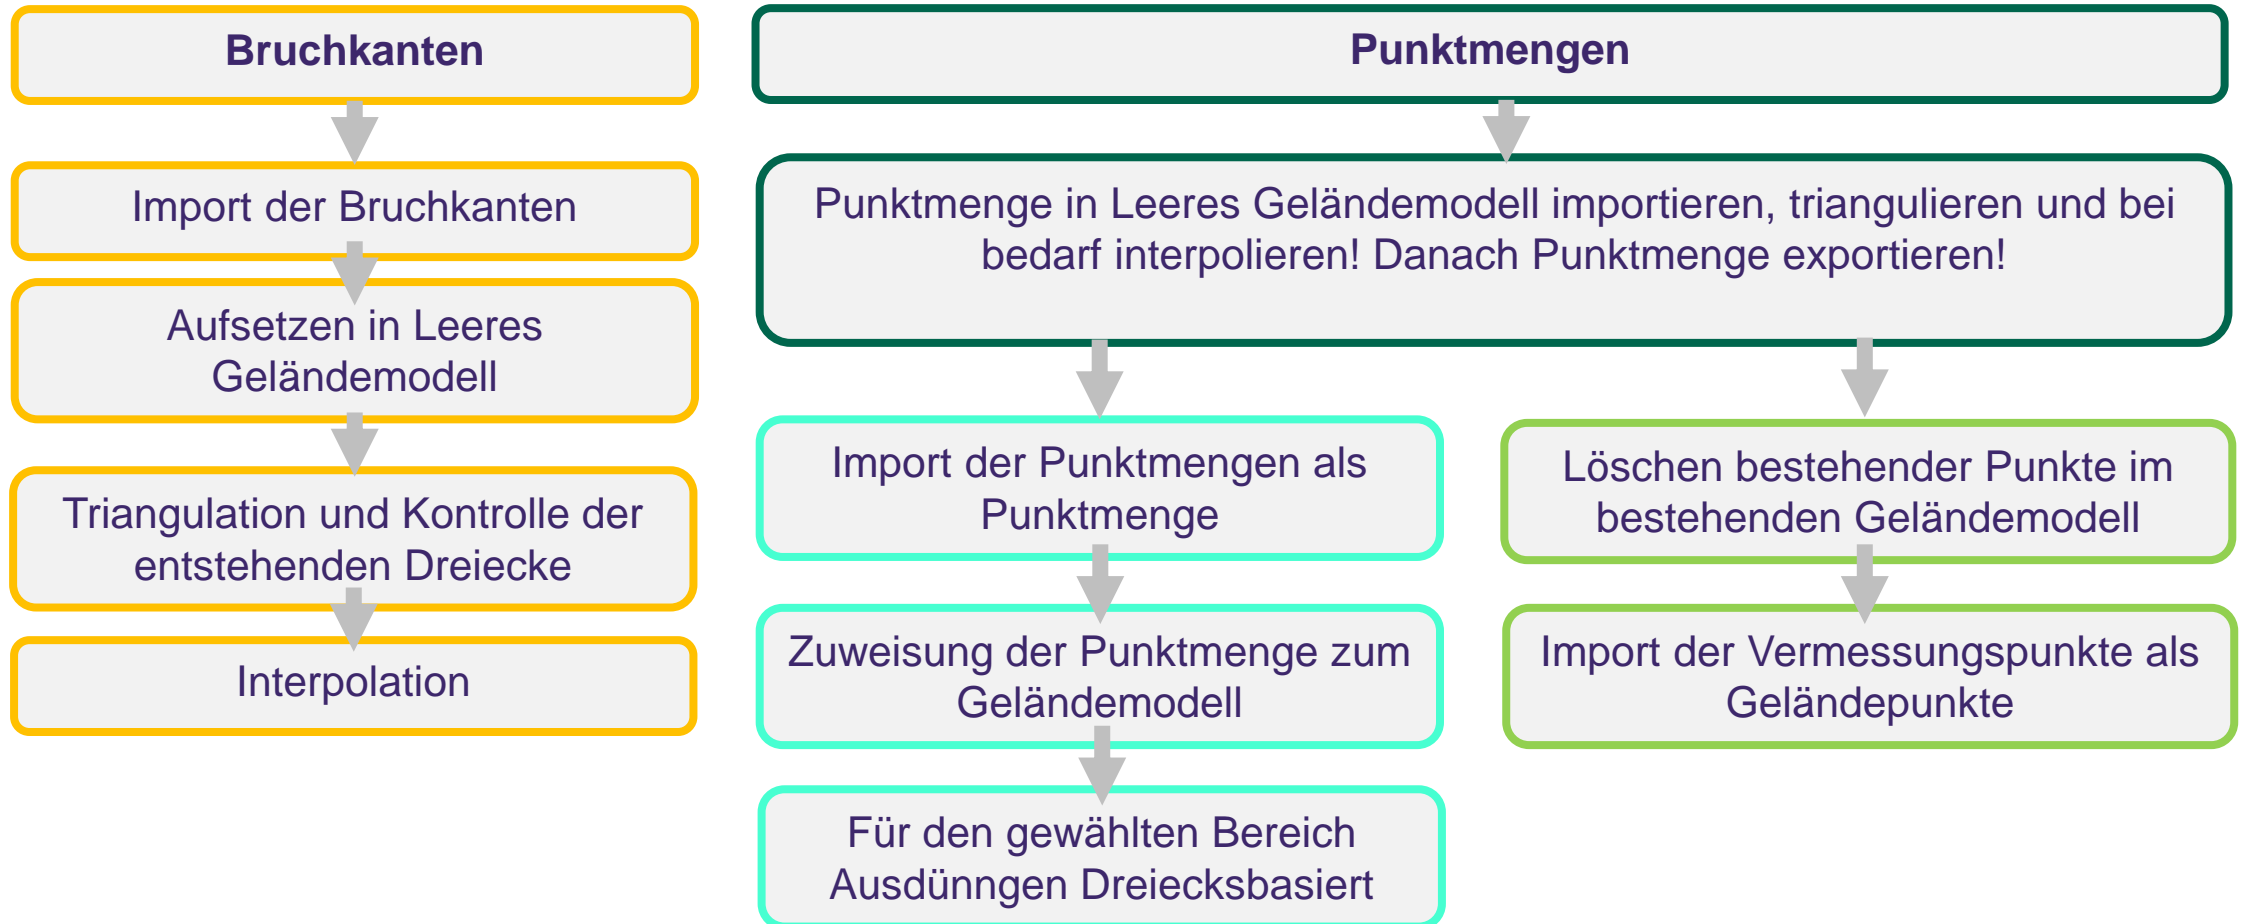 Bruchkanten
Import der Bruchkanten
Aufsetzen in Leeres
Geländemodell
Triangulation und Kontrolle der
entstehenden Dreiecke
Interpolation
Punktmengen
Punktmenge in Leeres Geländemodell importieren, triangulieren und bei
bedarf interpolieren! Danach Punktmenge exportieren!
Import der Punktmengen als
Punktmenge
Zuweisung der Punktmenge zum
Geländemodell
Für den gewählten Bereich
Ausdünngen Dreiecksbasiert
Löschen bestehender Punkte im
bestehenden Geländemodell
Import der Vermessungspunkte als
Geländepunkte